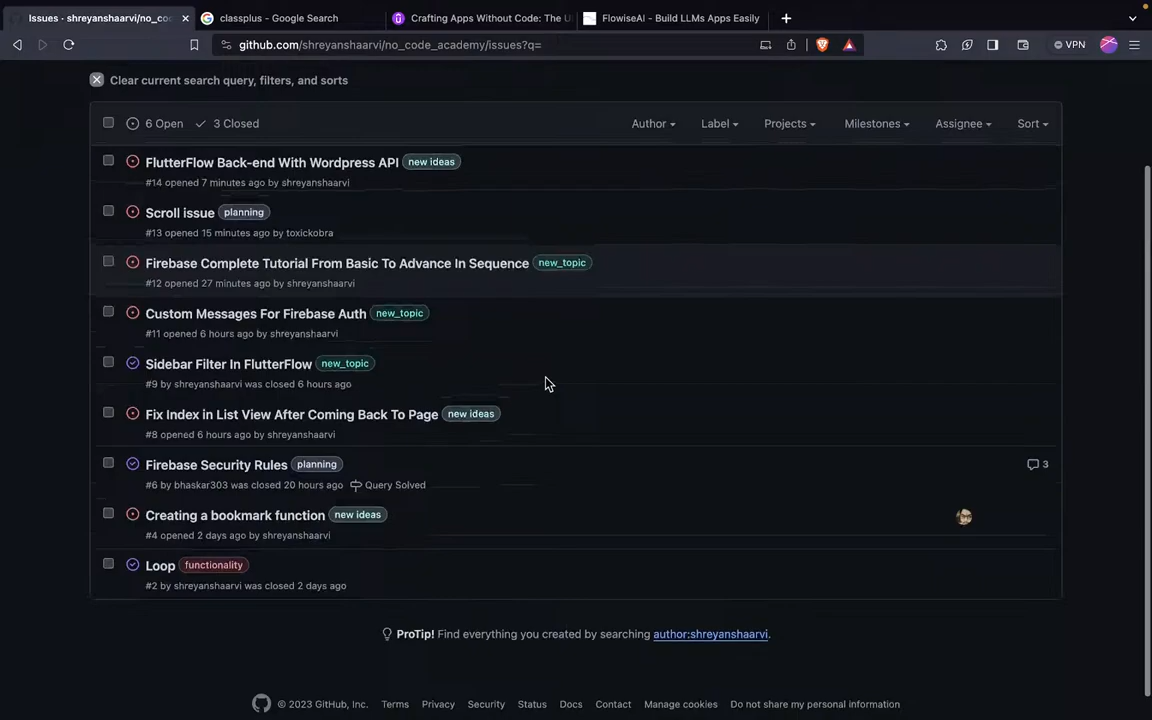 Issues · shreyanshaarvi/no_co
classplus - Google Search
Crafting Apps Without Code: The U
FlowiseAI - Build LLMs Apps Easily
github.com/shreyanshaarvi/no_code_academy/issues?q=
VPN
Clear current search query, filters, and sorts
6 Open 3 Closed Author Label Projects Milestones Assignee Sort
FlutterFlow Back-end With Wordpress API new ideas
#14 opened 7 minutes ago by shreyanshaarvi
Scroll issue planning
#13 opened 15 minutes ago by toxickobra
Firebase Complete Tutorial From Basic To Advance In Sequence new_topic
#12 opened 27 minutes ago by shreyanshaarvi
Custom Messages For Firebase Auth new_topic
#11 opened 6 hours ago by shreyanshaarvi
Sidebar Filter In FlutterFlow new_topic
#9 by shreyanshaarvi was closed 6 hours ago
Fix Index in List View After Coming Back To Page new ideas
#8 opened 6 hours ago by shreyanshaarvi
Firebase Security Rules planning 3
#6 by bhaskar303 was closed 20 hours ago Query Solved
Creating a bookmark function new ideas
#4 opened 2 days ago by shreyanshaarvi
Loop functionality
#2 by shreyanshaarvi was closed 2 days ago
ProTip! Find everything you created by searching author:shreyanshaarvi.
© 2023 GitHub, Inc. Terms Privacy Security Status Docs Contact Manage cookies Do not share my personal information